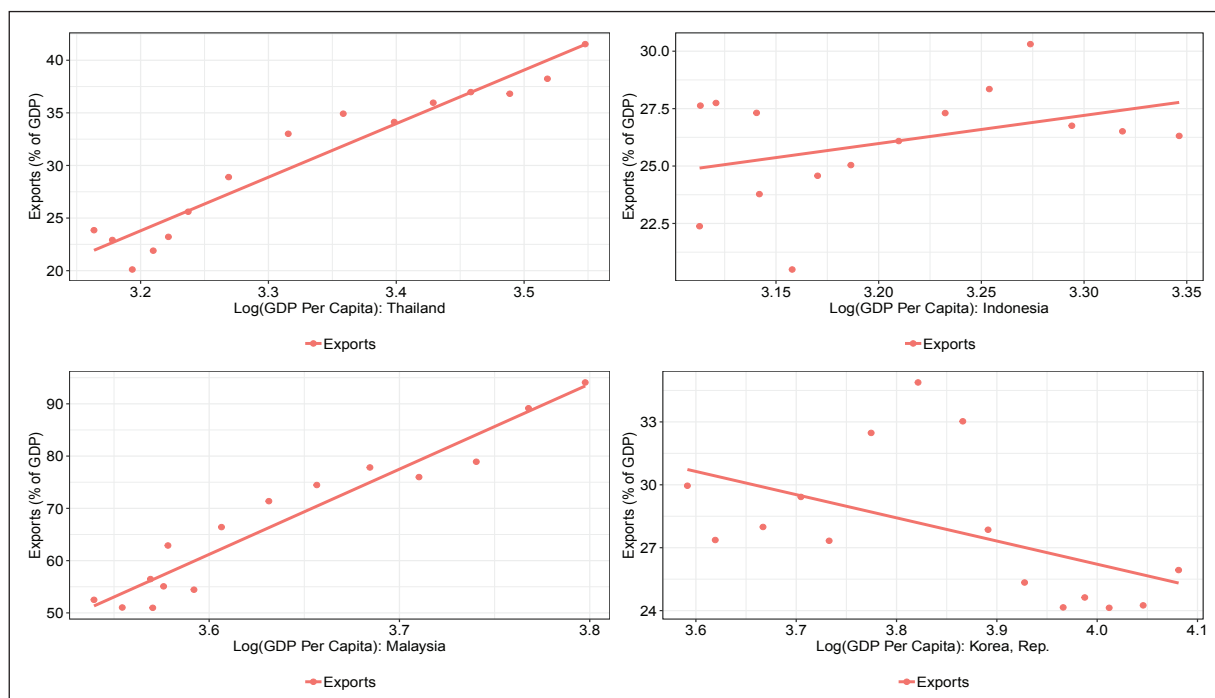 Exports (% of GDP)
40
35
30
25
20
3.2 3.3 3.4 3.5
Log(GDP Per Capita): Thailand
Exports
Exports (% of GDP)
30.0
27.5
25.0
22.5
3.15 3.20 3.25 3.30 3.35
Log(GDP Per Capita): Indonesia
Exports
Exports (% of GDP)
90
80
70
60
50
3.6 3.7 3.8
Log(GDP Per Capita): Malaysia
Exports
Exports (% of GDP)
33
30
27
24
3.6 3.7 3.8 3.9 4.0 4.1
Log(GDP Per Capita): Korea, Rep.
Exports